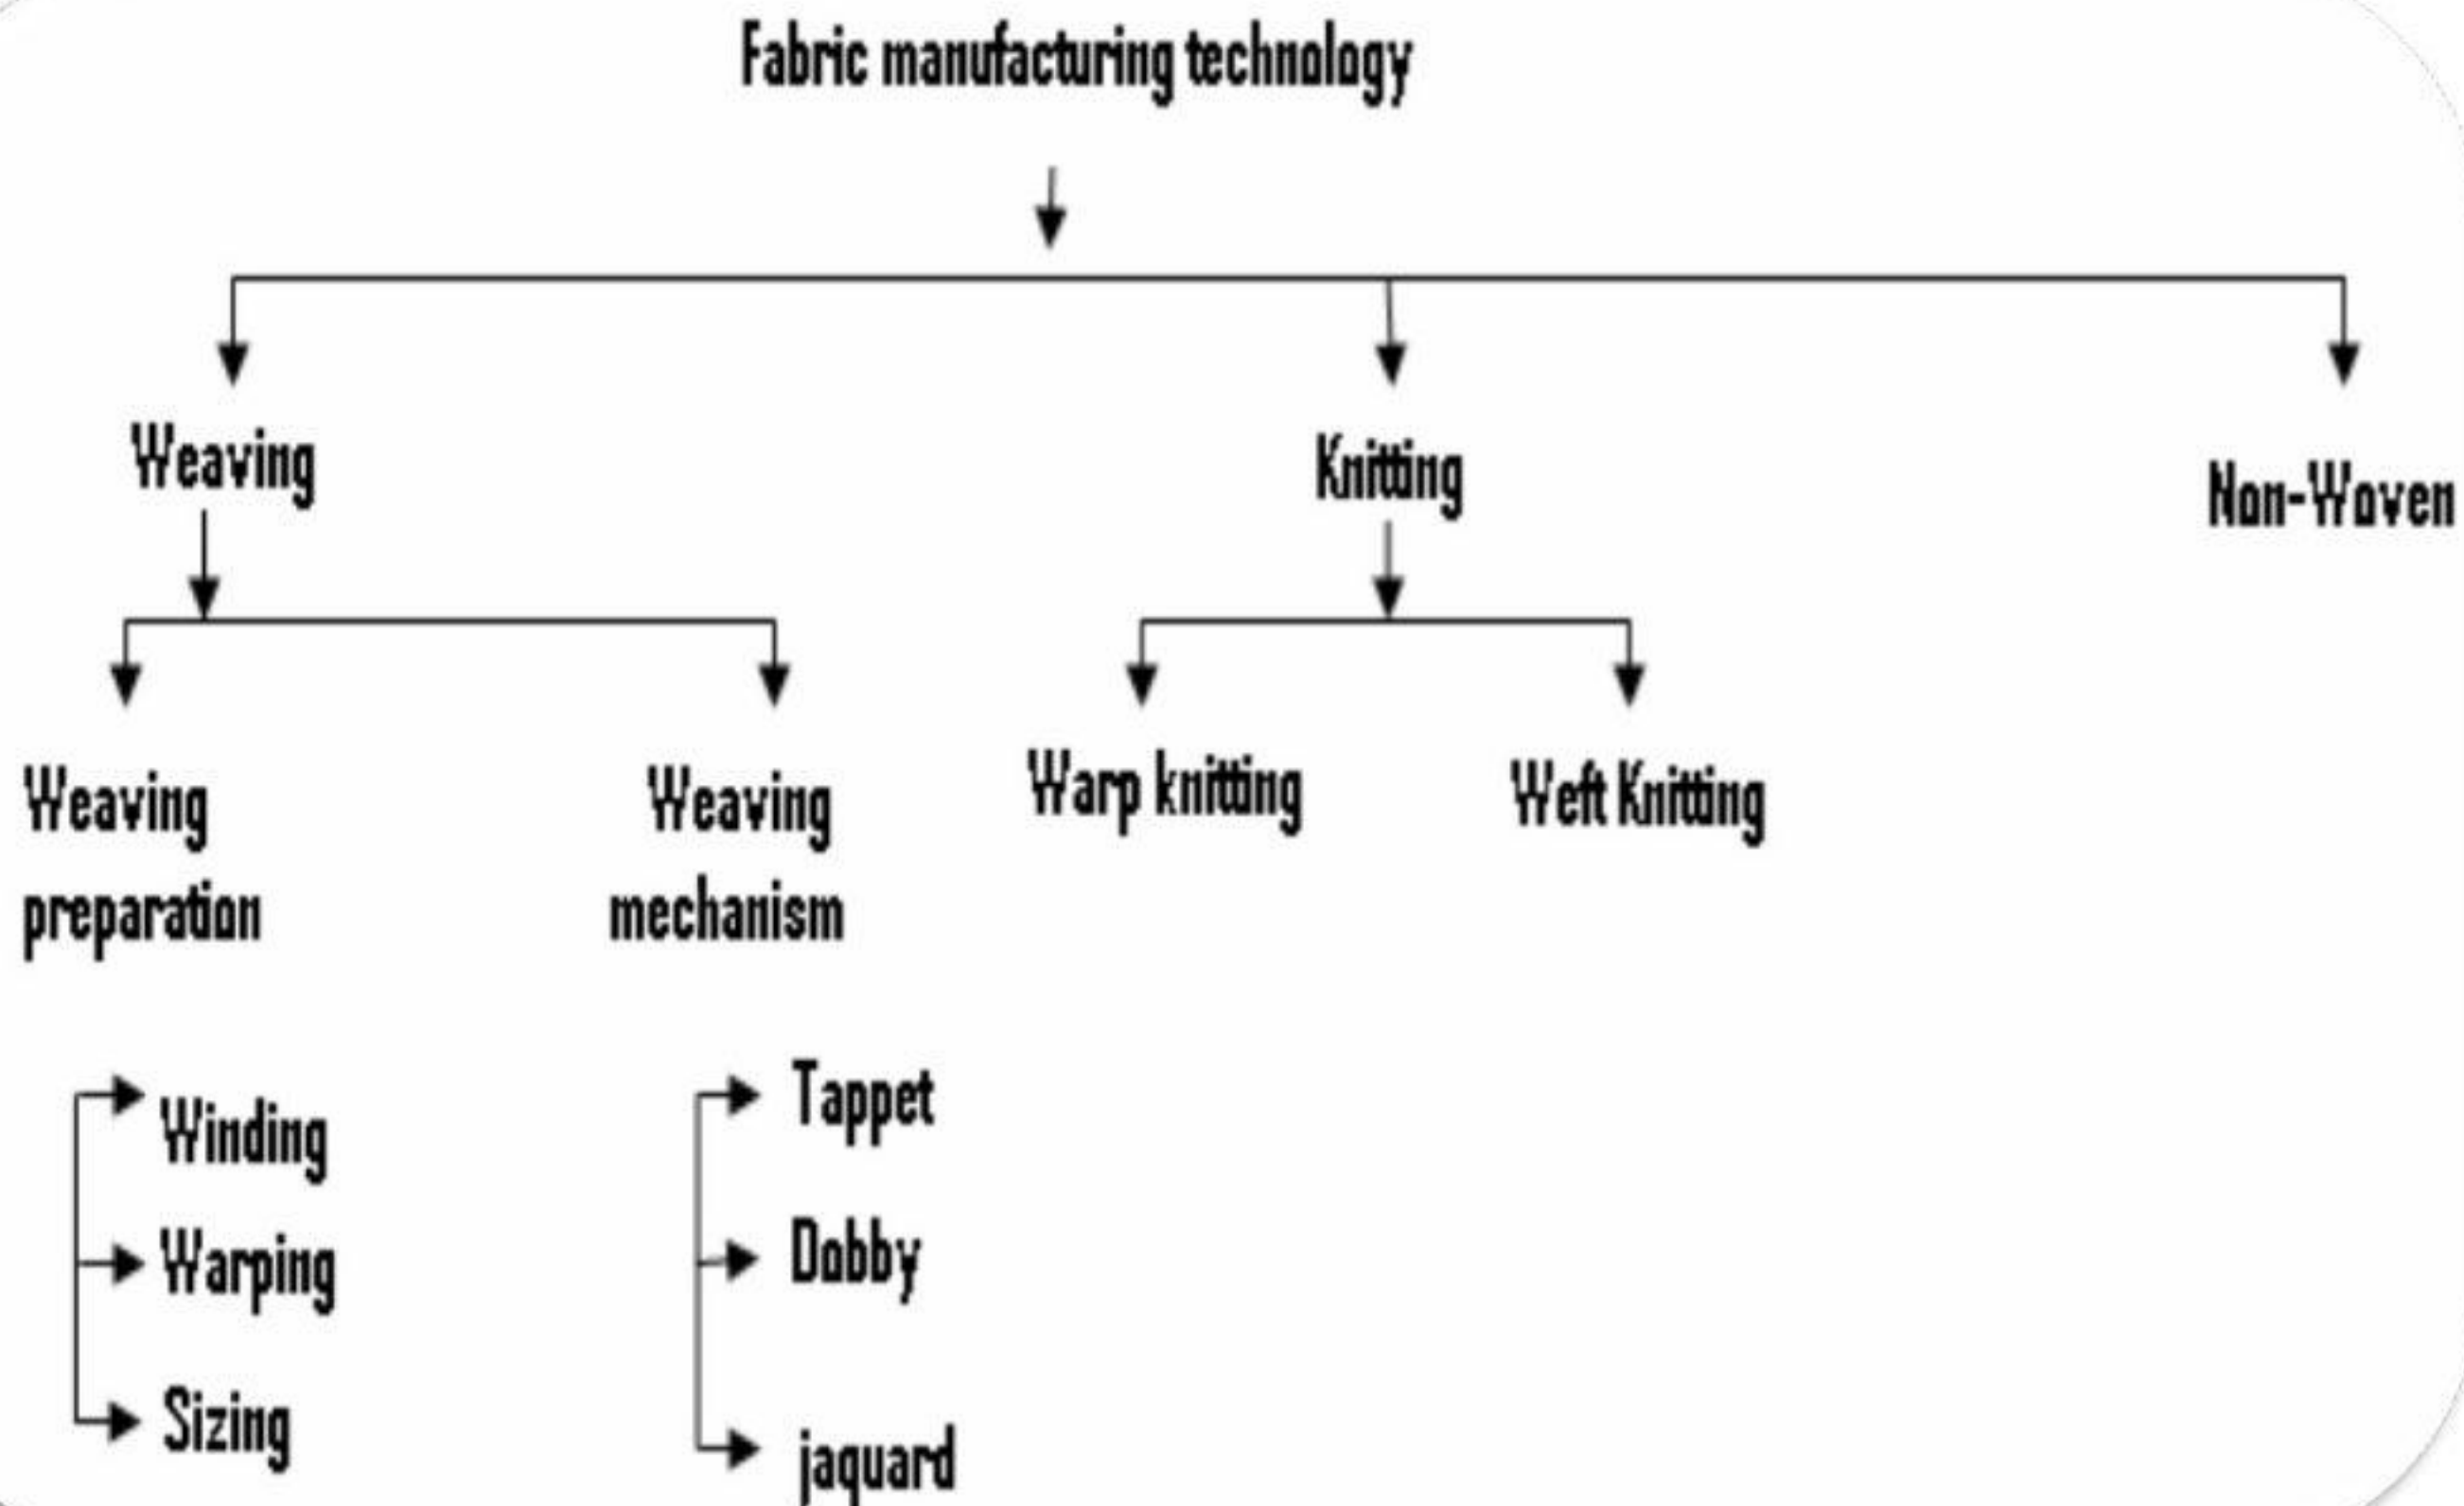 Fabric manufacturing technology
Weaving
Knitting
Non-Woven
Weaving
preparation
Weaving
mechanism
Warp knitting
Weft Knitting
Winding
Warping
Sizing
Tappet
Dobby
jaquard